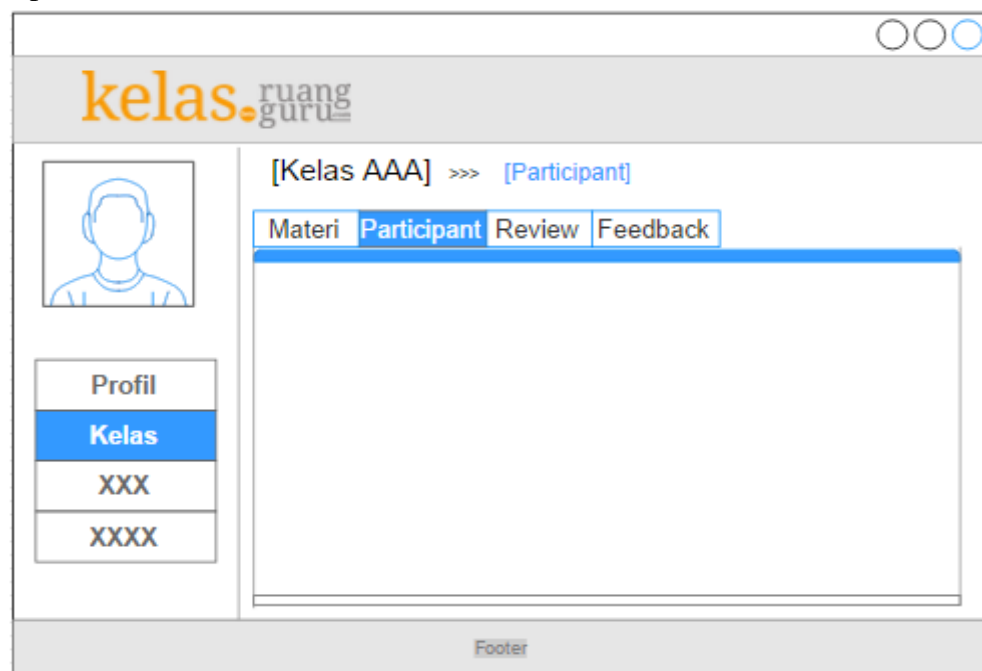 kelas.ruang
guru
[Kelas AAA] >>> [Participant]
Materi Participant Review Feedback
Profil
Kelas
XXX
XXXX
Footer